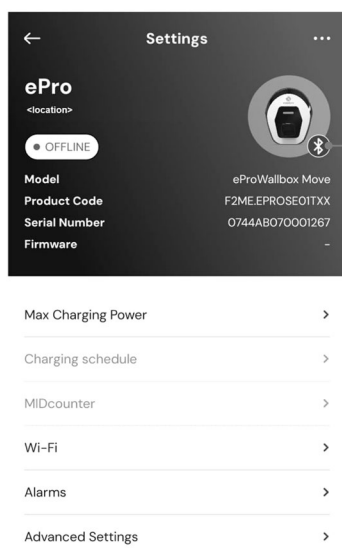 Settings
ePro
<location>
OFFLINE
Model eProWallbox Move
Product Code F2ME.EPROSE01TXX
Serial Number 0744AB070001267
Firmware –
Max Charging Power
Charging schedule
MIDcounter
Wi-Fi
Alarms
Advanced Settings